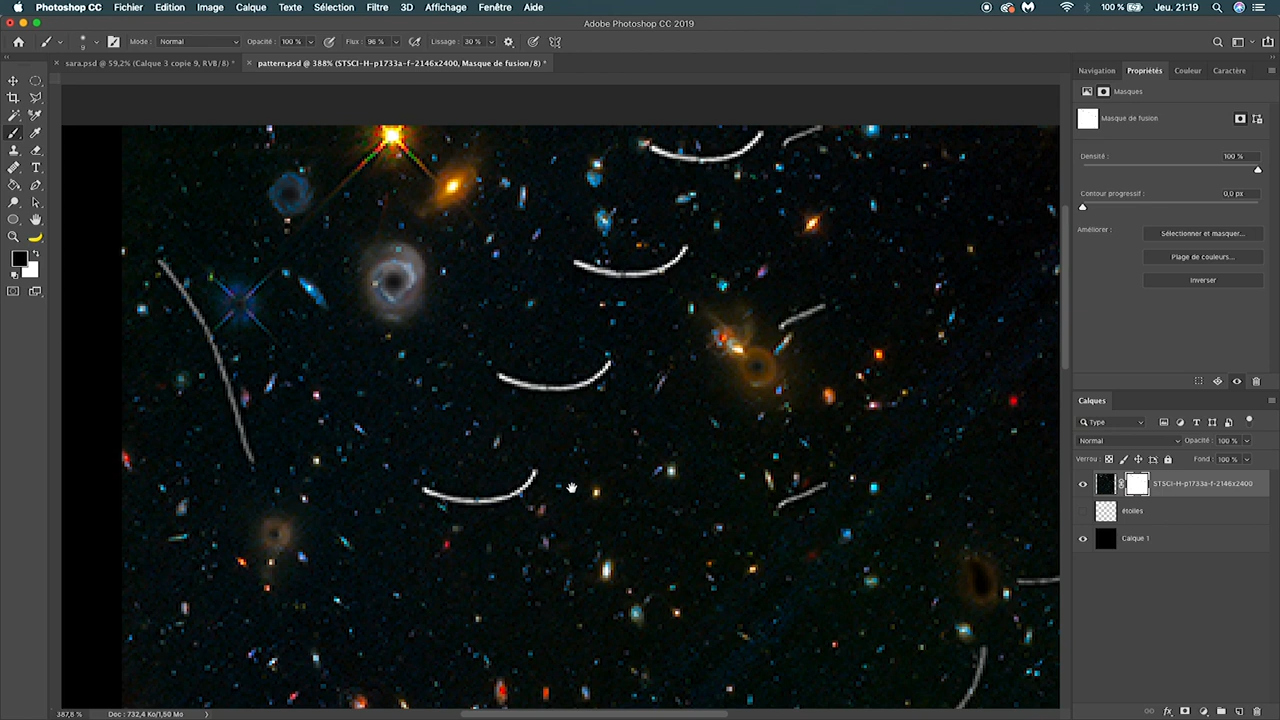 Photoshop CC Fichier Edition Image Calque Texte Sélection Filtre 3D Affichage Fenêtre Aide 100 % Jeu. 21:19
Adobe Photoshop CC 2019
9 Mode : Normal Opacité : 100 % Flux : 96 % Lissage : 30 %
sara.psd @ 59,2% (Calque 3 copie 9, RVB/8) * pattern.psd @ 388% (STSCI-H-p1733a-f-2146x2400, Masque de fusion/8) *
Navigation Propriétés Couleur Caractère
Masques
Masque de fusion
Densité : 100 %
Contour progressif : 0,0 px
Améliorer :
Sélectionner et masquer...
Plage de couleurs...
Inverser
Calques
Type
Normal Opacité : 100 %
Verrou : Fond : 100 %
STSCI-H-p1733a-f-2146x2400
étoiles
Calque 1
387,8 % Doc : 732,4 Ko/1,50 Mo